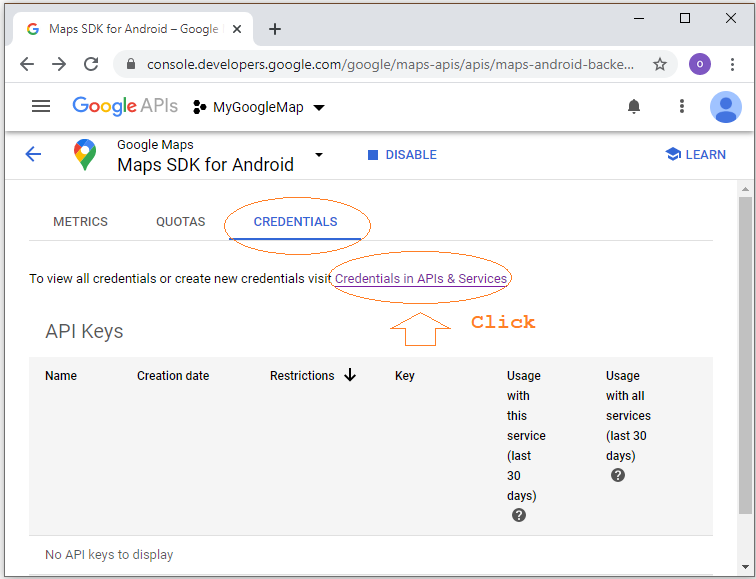 Maps SDK for Android – Google
console.developers.google.com/google/maps-apis/apis/maps-android-backe...
o
Google APIs
MyGoogleMap
Google Maps
Maps SDK for Android
DISABLE
LEARN
METRICS
QUOTAS
CREDENTIALS
To view all credentials or create new credentials visit Credentials in APIs & Services
Click
API Keys
Name
Creation date
Restrictions
Key
Usage
with
this
service
(last
30
days)
Usage
with all
services
(last 30
days)
No API keys to display